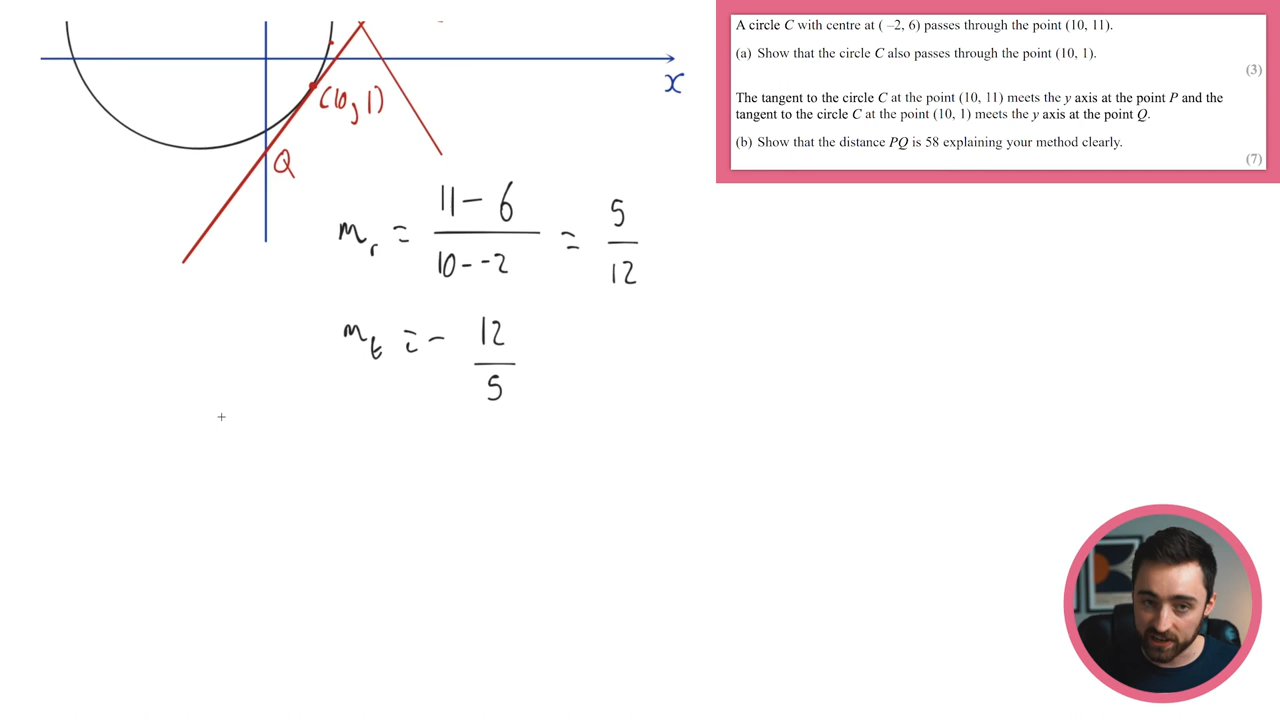 A circle C with centre at ( –2, 6) passes through the point (10, 11).
(a) Show that the circle C also passes through the point (10, 1).
(3)
The tangent to the circle C at the point (10, 11) meets the y axis at the point P and the
tangent to the circle C at the point (10, 1) meets the y axis at the point Q.
(b) Show that the distance PQ is 58 explaining your method clearly.
(7)
x
(10, 1)
Q
m_r = (11 - 6)/(10 - -2) = 5/12
m_t = - 12/5